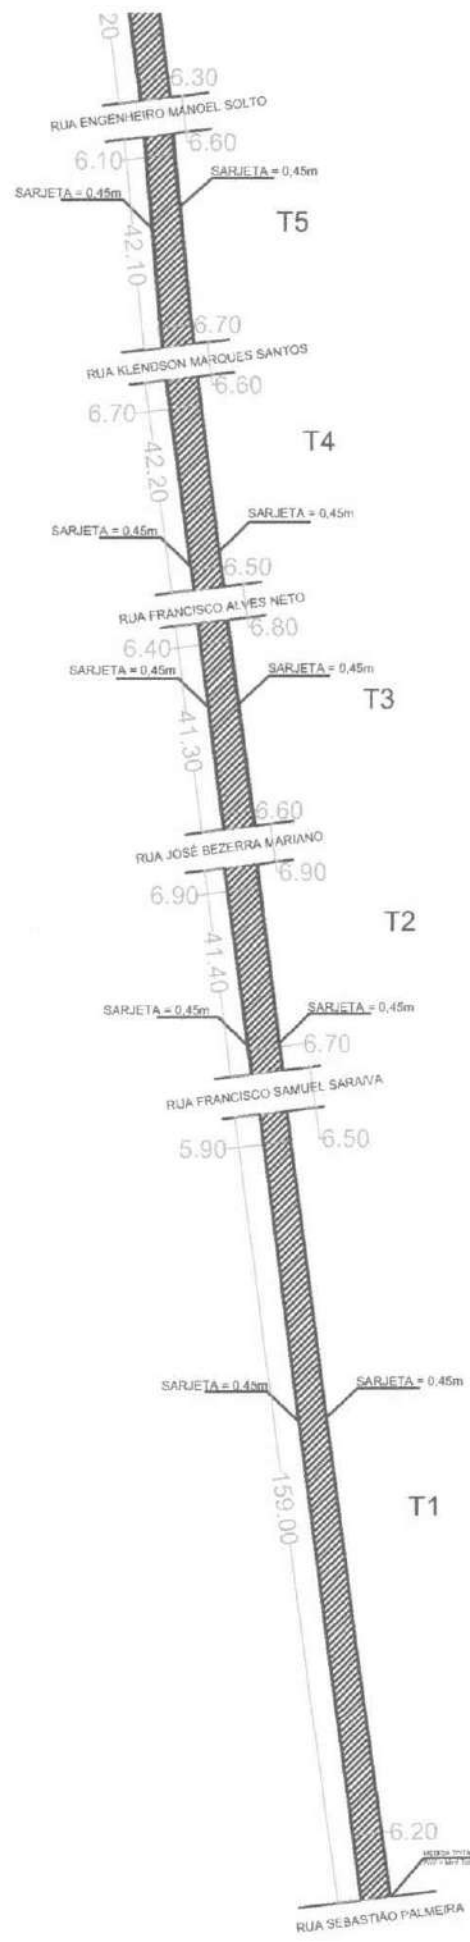 20
6.30
RUA ENGENHEIRO MANOEL SOLTO
6.60
6.10
SARJETA = 0,45m
SARJETA = 0,45m
T5
42.10
6.70
RUA KLENDSON MARQUES SANTOS
6.60
6.70
T4
42.20
SARJETA = 0,45m
SARJETA = 0,45m
6.50
RUA FRANCISCO ALVES NETO
6.80
6.40
SARJETA = 0,45m
SARJETA = 0,45m
T3
41.30
6.60
RUA JOSÉ BEZERRA MARIANO
6.90
6.90
T2
41.40
SARJETA = 0,45m
SARJETA = 0,45m
6.70
RUA FRANCISCO SAMUEL SARAIVA
6.50
5.90
SARJETA = 0,45m
SARJETA = 0,45m
159.00
T1
6.20
RUA SEBASTIÃO PALMEIRA